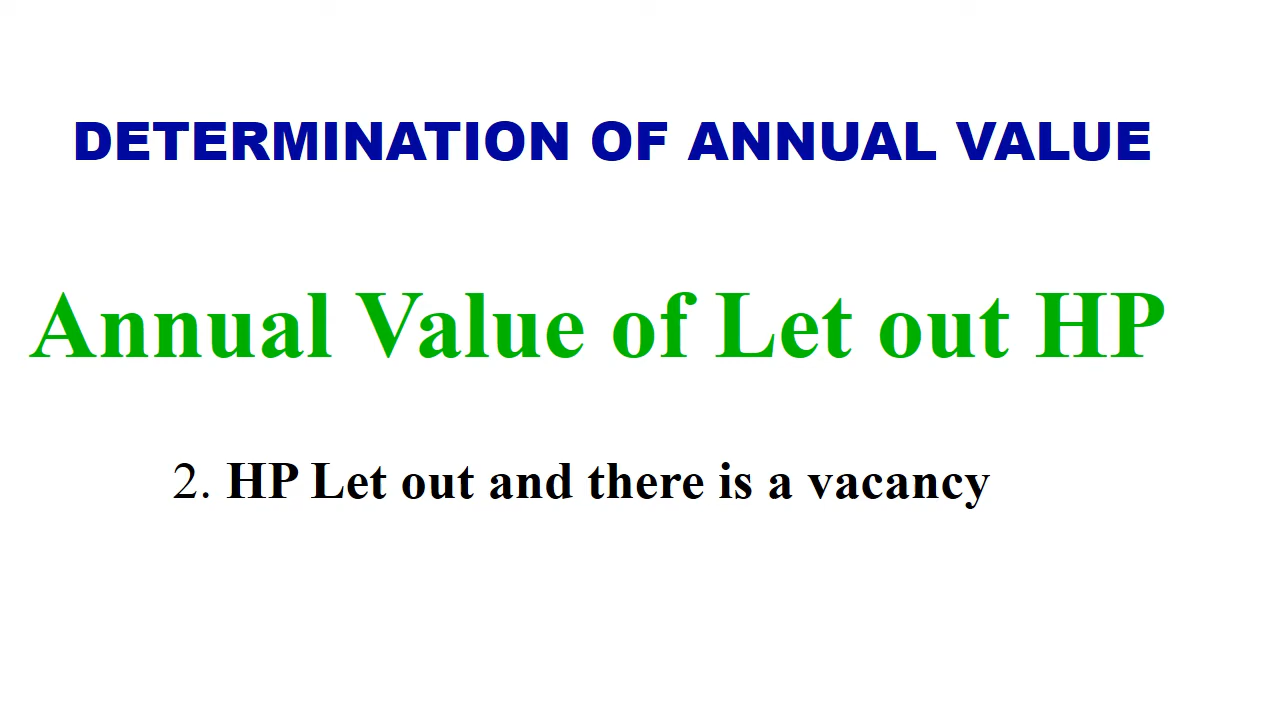 DETERMINATION OF ANNUAL VALUE
Annual Value of Let out HP
2. HP Let out and there is a vacancy